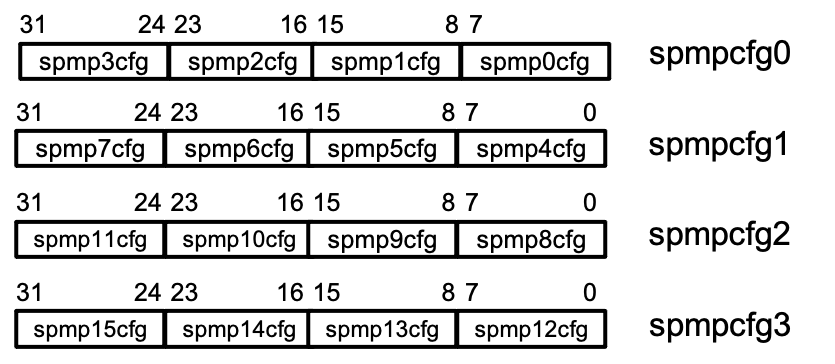 31 24 23 16 15 8 7
spmp3cfg spmp2cfg spmp1cfg spmp0cfg spmpcfg0
31 24 23 16 15 8 7 0
spmp7cfg spmp6cfg spmp5cfg spmp4cfg spmpcfg1
31 24 23 16 15 8 7 0
spmp11cfg spmp10cfg spmp9cfg spmp8cfg spmpcfg2
31 24 23 16 15 8 7 0
spmp15cfg spmp14cfg spmp13cfg spmp12cfg spmpcfg3